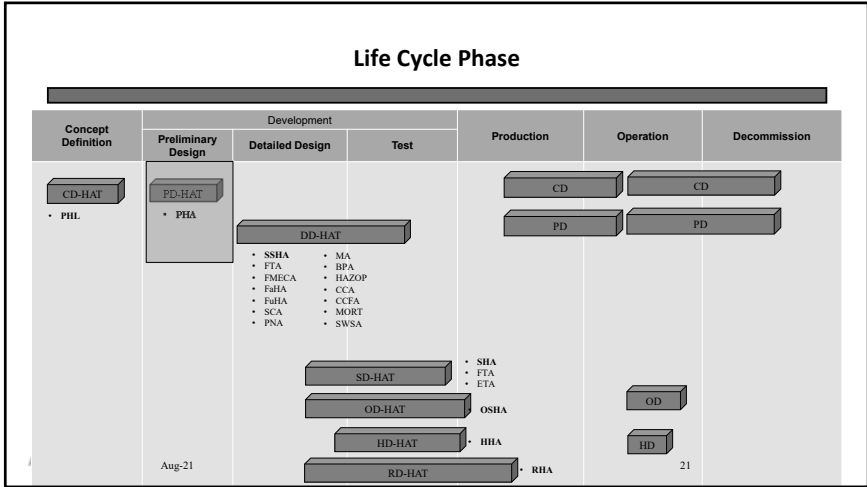 Life Cycle Phase
Concept
Definition
Development
Preliminary
Design
Detailed Design
Test
Production
Operation
Decommission
CD-HAT
• PHL
PD-HAT
• PHA
DD-HAT
• SSHA
• FTA
• FMECA
• FaHA
• FuHA
• SCA
• PNA
• MA
• BPA
• HAZOP
• CCA
• CCFA
• MORT
• SWSA
CD
CD
PD
PD
SD-HAT
• SHA
• FTA
• ETA
OD-HAT
• OSHA
OD
HD-HAT
• HHA
HD
RD-HAT
• RHA
Aug-21
21